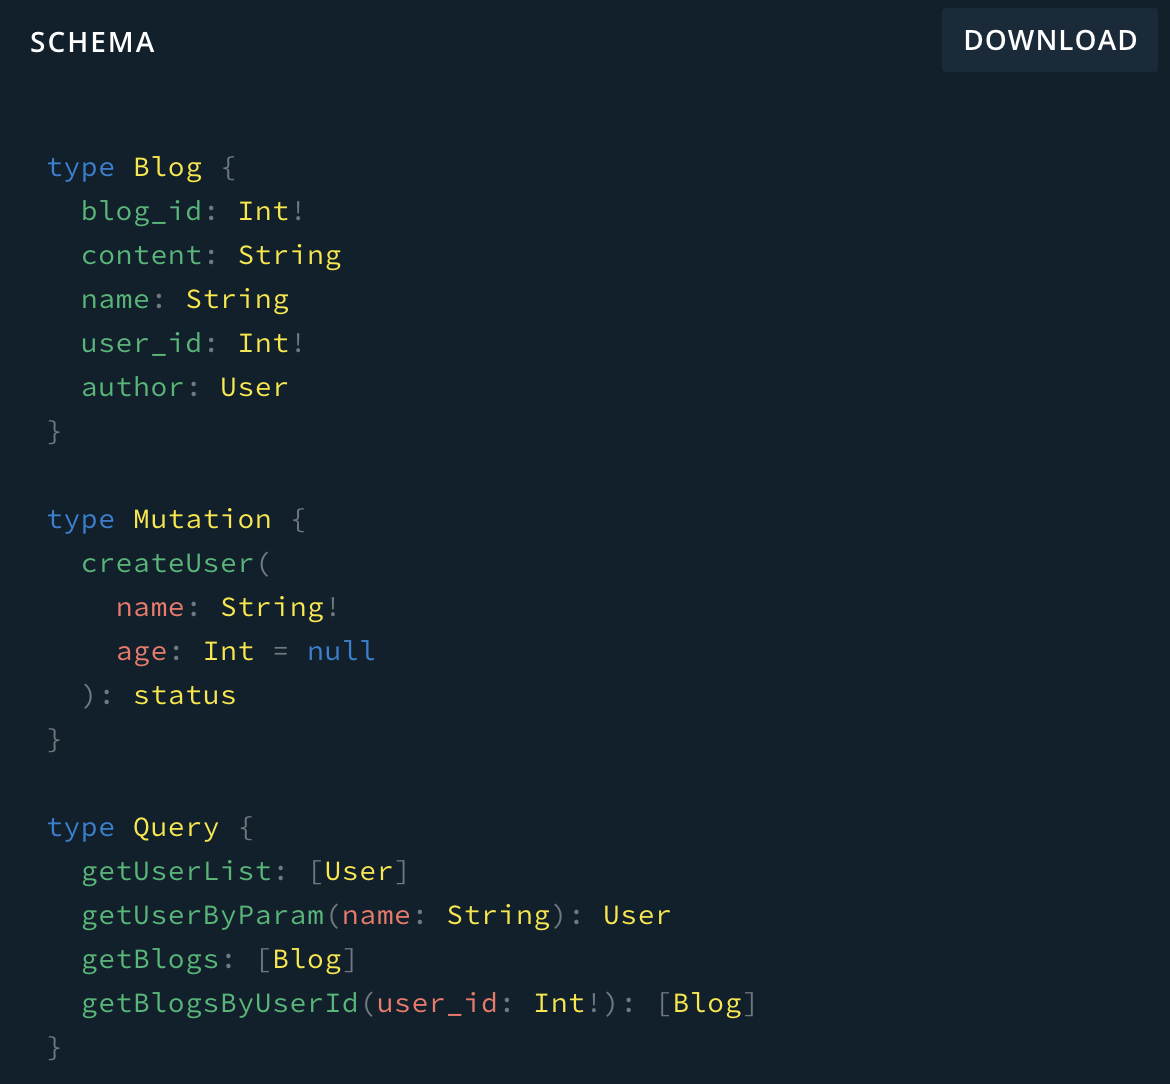 SCHEMA
DOWNLOAD
type Blog {
  blog_id: Int!
  content: String
  name: String
  user_id: Int!
  author: User
}
type Mutation {
  createUser(
    name: String!
    age: Int = null
  ): status
}
type Query {
  getUserList: [User]
  getUserByParam(name: String): User
  getBlogs: [Blog]
  getBlogsByUserId(user_id: Int!): [Blog]
}